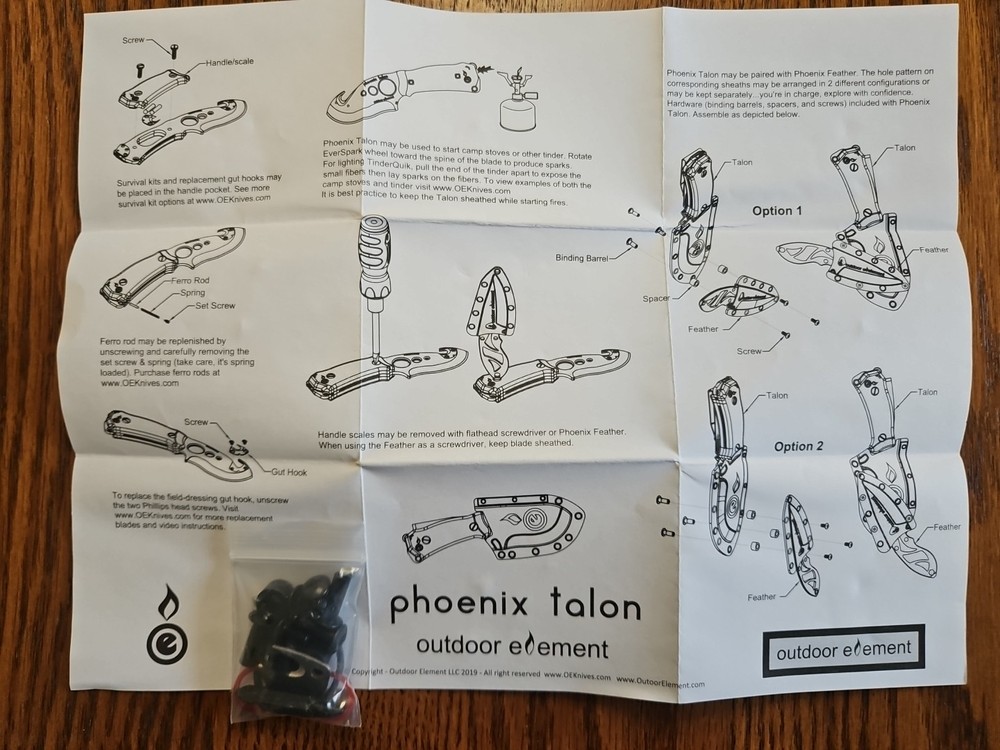 Screw
Handle/scale
Survival kits and replacement gut hooks may
be placed in the handle pocket. See more
survival kit options at www.OEKnives.com
Ferro Rod
Spring
Set Screw
Ferro rod may be replenished by
unscrewing and carefully removing the
set screw & spring (take care, it's spring
loaded). Purchase ferro rods at
www.OEKnives.com
Screw
Gut Hook
To replace the field-dressing gut hook, unscrew
the two Phillips head screws. Visit
www.OEKnives.com for more replacement
blades and video instructions.
e
Phoenix Talon may be used to start camp stoves or other tinder. Rotate
EverSpark wheel toward the spine of the blade to produce sparks.
For lighting TinderQuik, pull the end of the tinder apart to expose the
small fibers then lay sparks on the fibers. To view examples of both the
camp stoves and tinder visit www.OEKnives.com
It is best practice to keep the Talon sheathed while starting fires.
Handle scales may be removed with flathead screwdriver or Phoenix Feather.
When using the Feather as a screwdriver, keep blade sheathed.
phoenix talon
outdoor element
Copyright - Outdoor Element LLC 2019 - All right reserved www.OEKnives.com www.OutoorElement.com
Phoenix Talon may be paired with Phoenix Feather. The hole pattern on
corresponding sheaths may be arranged in 2 different configurations or
may be kept separately...you're in charge, explore with confidence.
Hardware (binding barrels, spacers, and screws) included with Phoenix
Talon. Assemble as depicted below.
Talon
Talon
Option 1
Binding Barrel
Feather
Spacer
Feather
Screw
Talon
Talon
Option 2
Feather
Feather
outdoor element